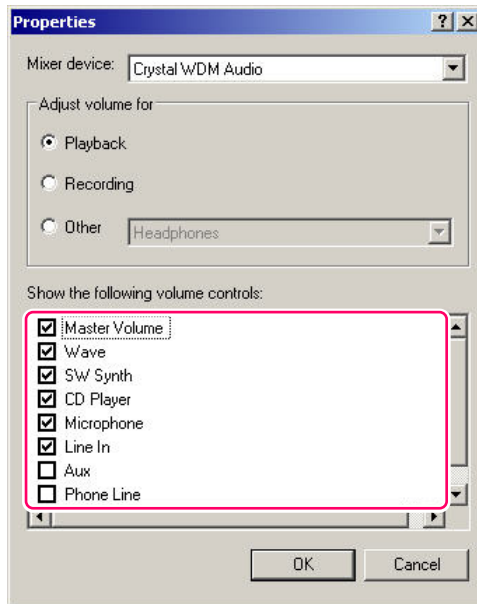 Properties
Mixer device: Crystal WDM Audio
Adjust volume for
Playback
Recording
Other Headphones
Show the following volume controls:
Master Volume
Wave
SW Synth
CD Player
Microphone
Line In
Aux
Phone Line
OK Cancel